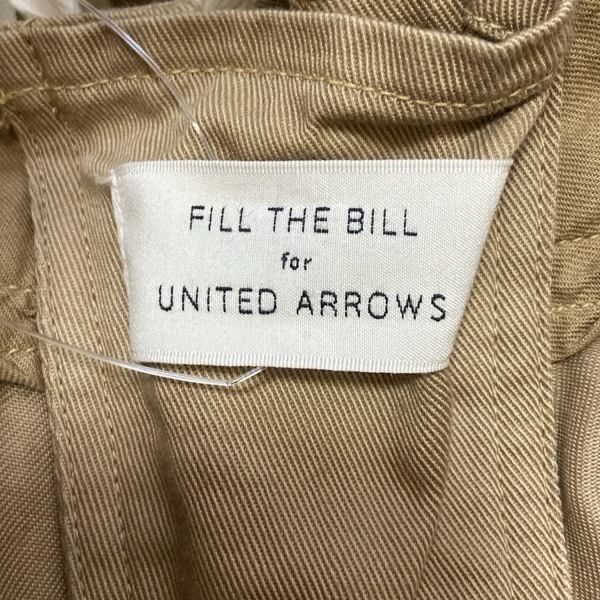 FILL THE BILL
for
UNITED ARROWS